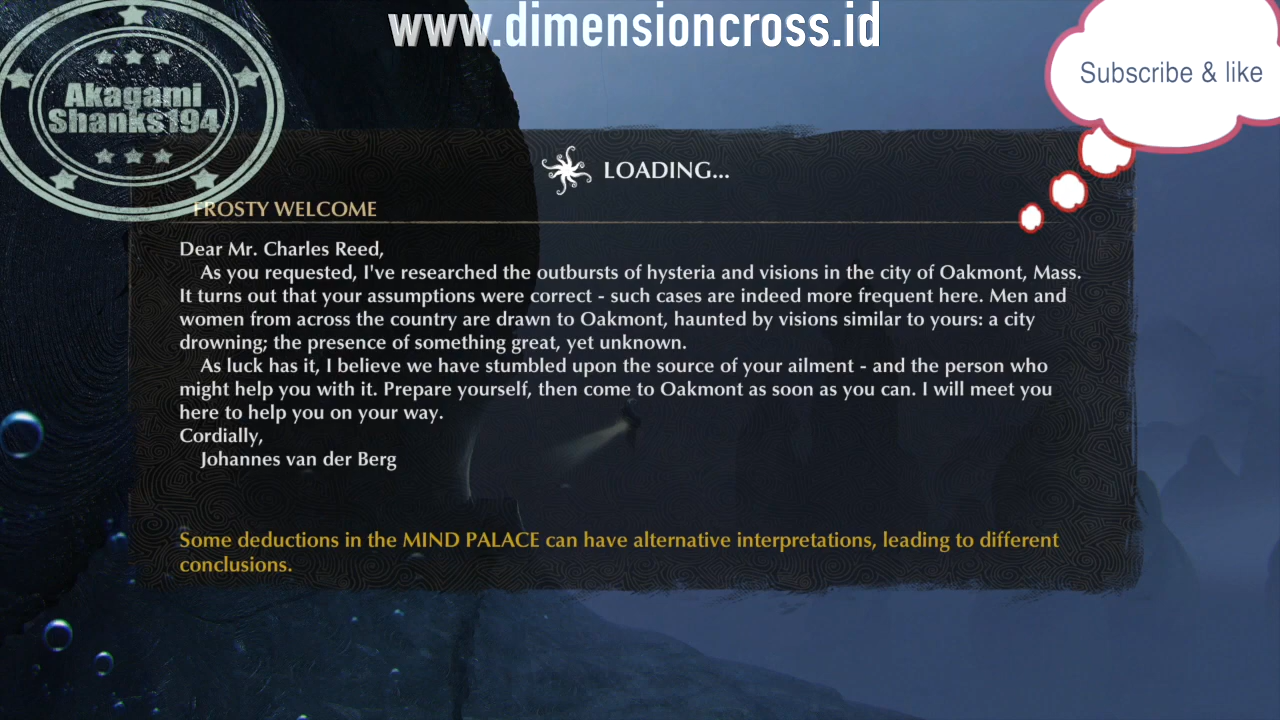 www.dimensioncross.id
Akagami
Shanks194
Subscribe & like
LOADING...
FROSTY WELCOME
Dear Mr. Charles Reed,
As you requested, I've researched the outbursts of hysteria and visions in the city of Oakmont, Mass.
It turns out that your assumptions were correct - such cases are indeed more frequent here. Men and
women from across the country are drawn to Oakmont, haunted by visions similar to yours: a city
drowning; the presence of something great, yet unknown.
As luck has it, I believe we have stumbled upon the source of your ailment - and the person who
might help you with it. Prepare yourself, then come to Oakmont as soon as you can. I will meet you
here to help you on your way.
Cordially,
Johannes van der Berg
Some deductions in the MIND PALACE can have alternative interpretations, leading to different
conclusions.